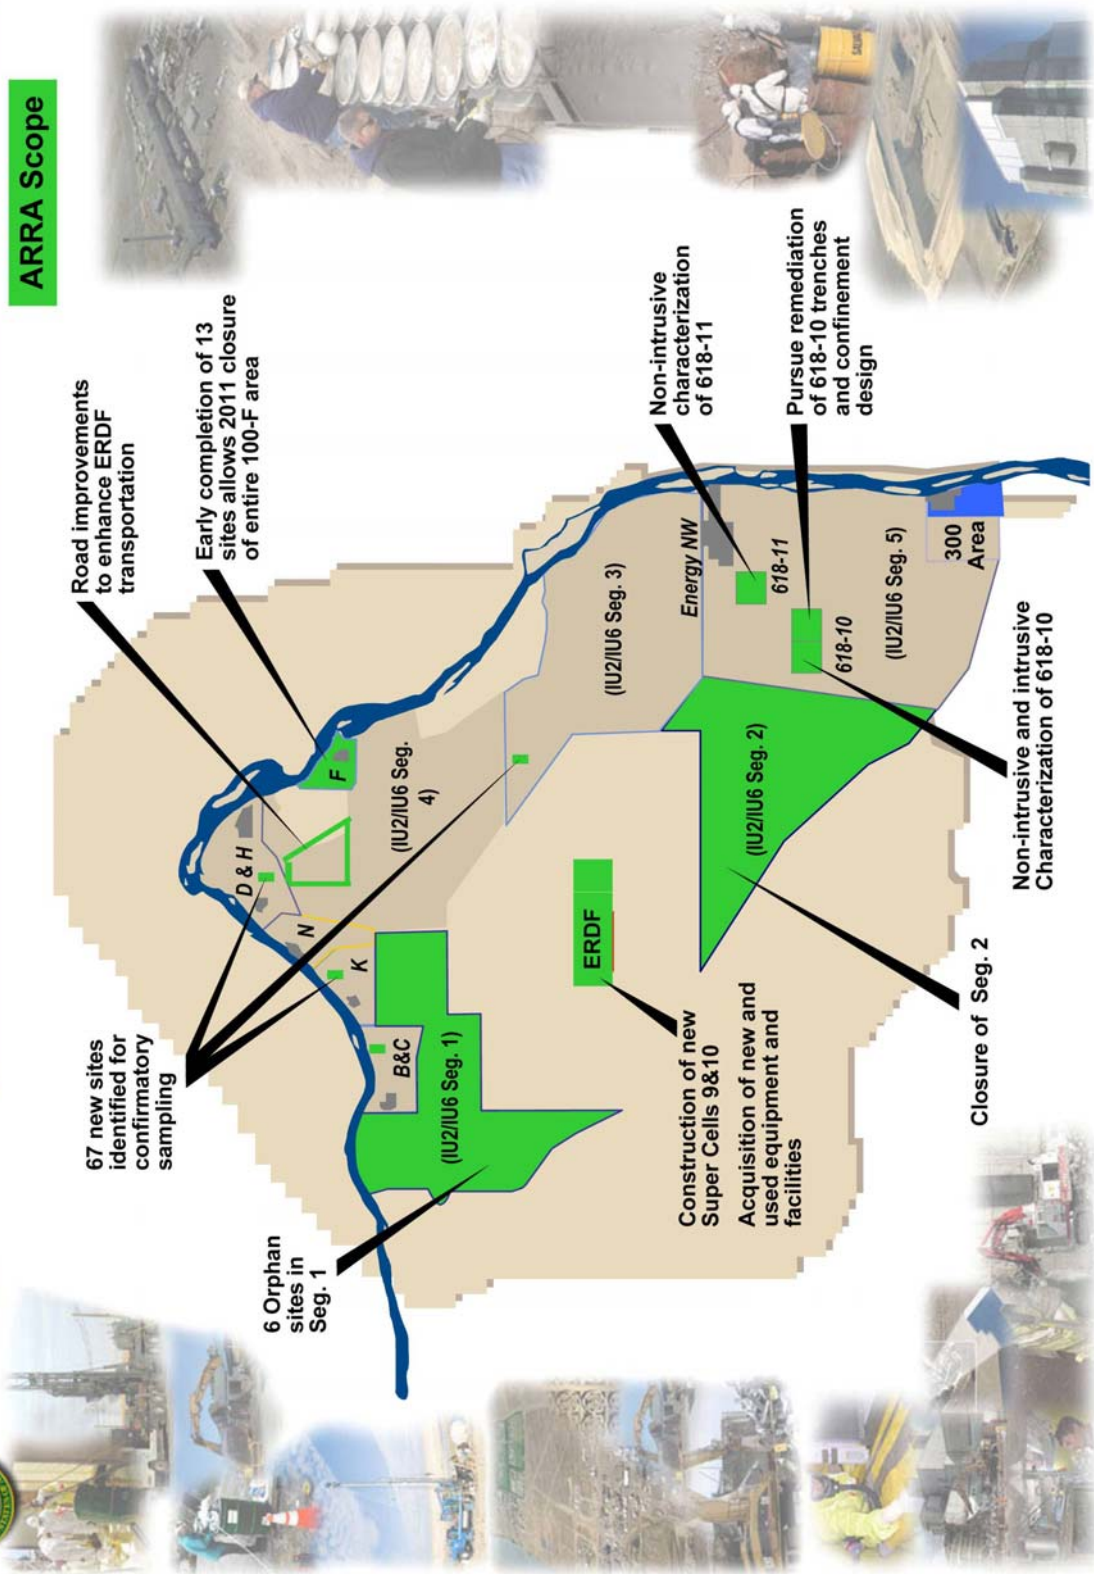 ARRA Scope
67 new sites
identified for
confirmatory
sampling
Road improvements
to enhance ERDF
transportation
Early completion of 13
sites allows 2011 closure
of entire 100-F area
6 Orphan
sites in
Seg. 1
D & H
N
K
B&C
F
(IU2/IU6 Seg. 1)
(IU2/IU6 Seg.
4)
(IU2/IU6 Seg. 3)
Non-intrusive
characterization
of 618-11
Energy NW
ERDF
(IU2/IU6 Seg. 2)
618-11
Pursue remediation
of 618-10 trenches
and confinement
design
618-10
(IU2/IU6 Seg. 5)
300
Area
Construction of new
Super Cells 9&10
Acquisition of new and
used equipment and
facilities
Closure of Seg. 2
Non-intrusive and intrusive
Characterization of 618-10